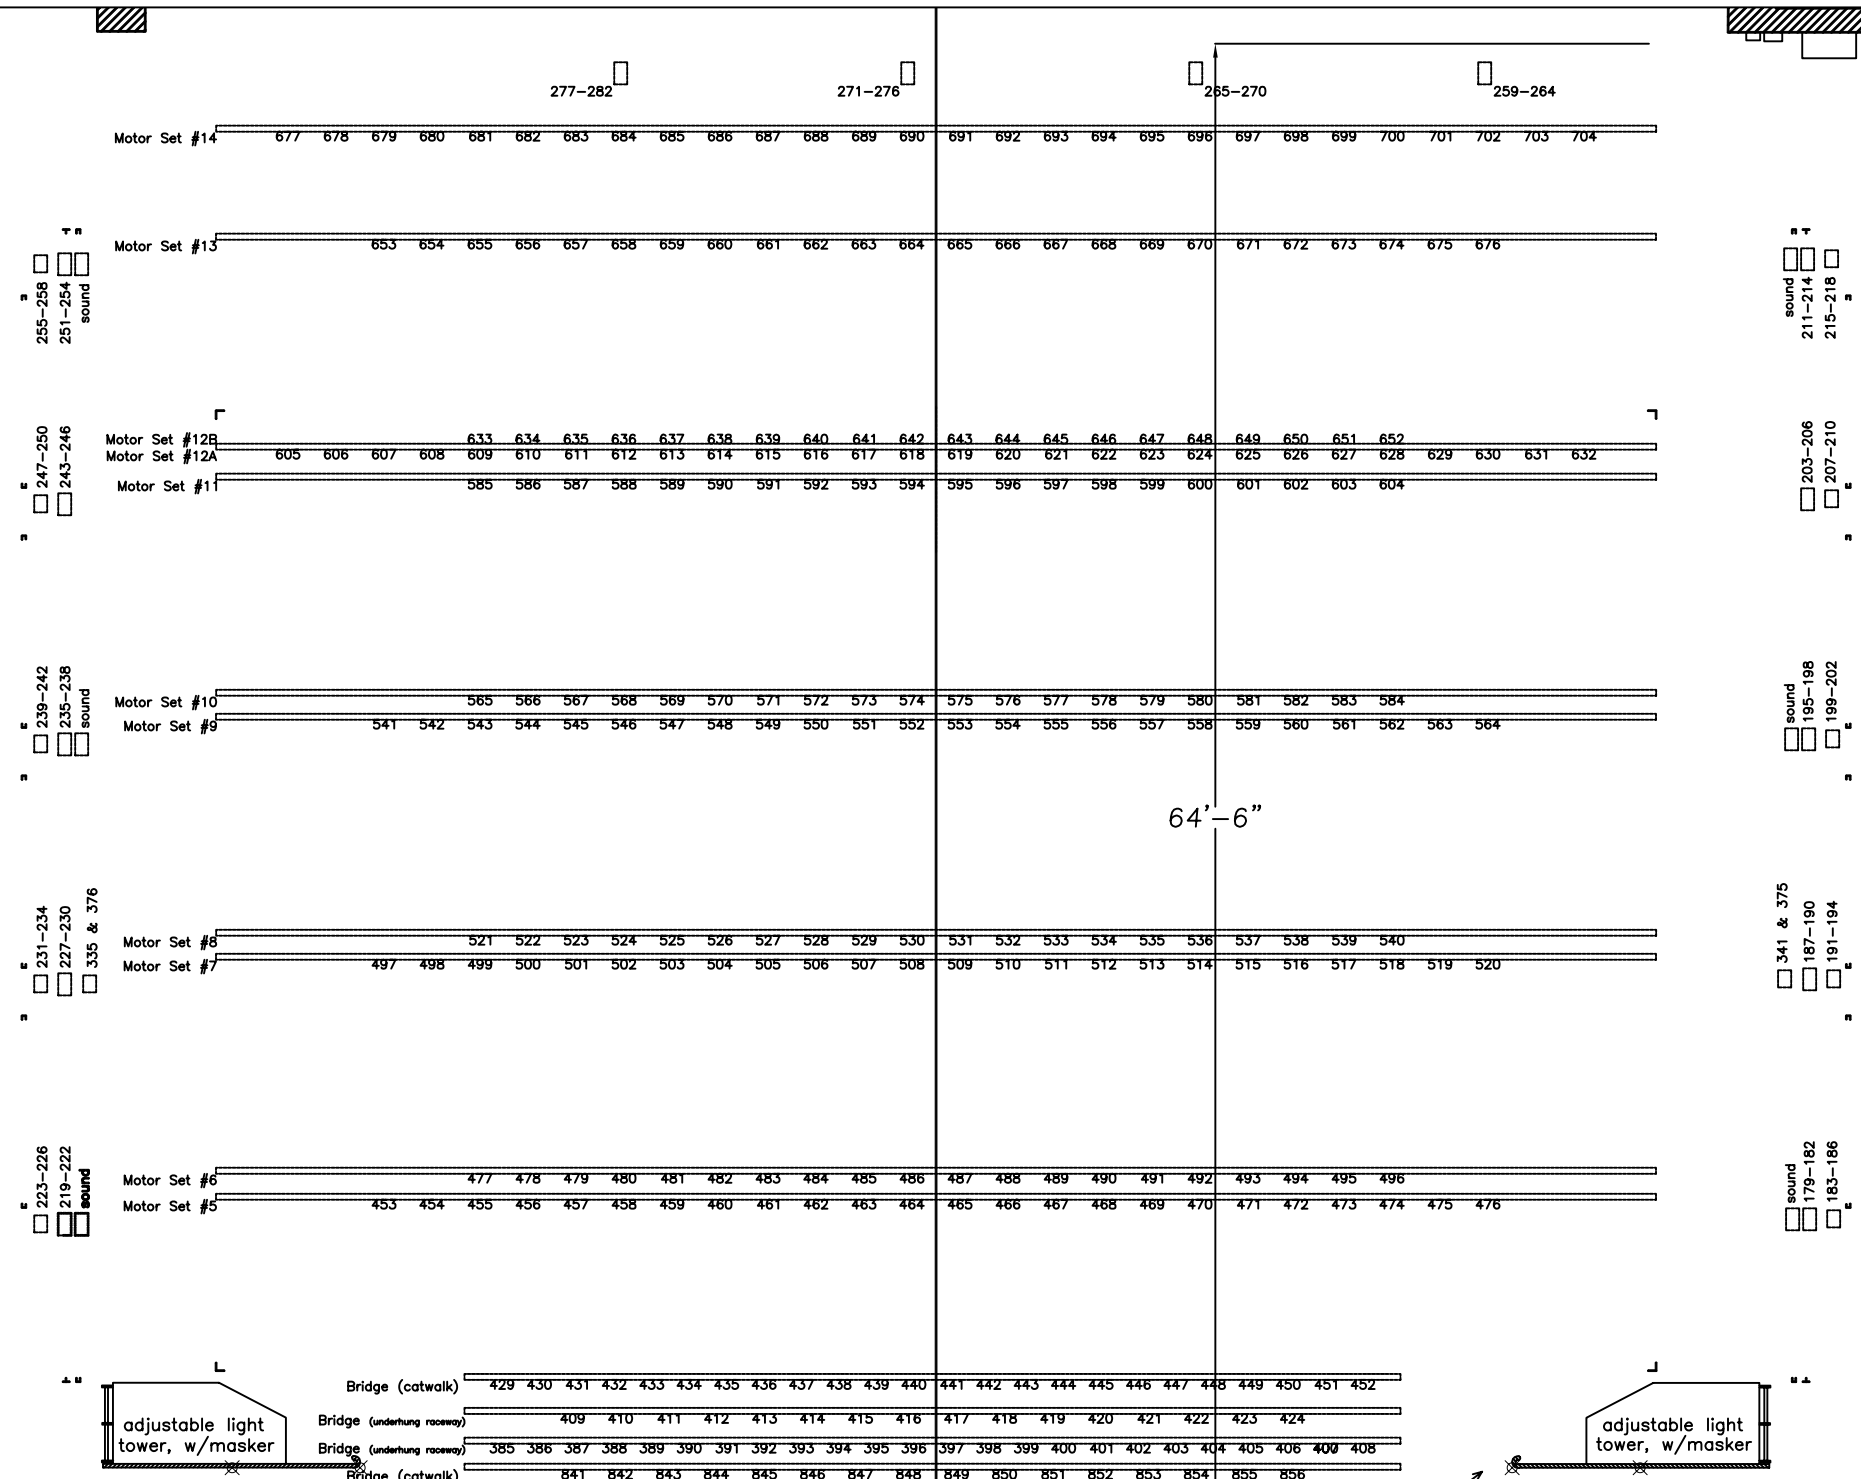 277-282 271-276 265-270 259-264
Motor Set #14 677 678 679 680 681 682 683 684 685 686 687 688 689 690 691 692 693 694 695 696 697 698 699 700 701 702 703 704
Motor Set #13 653 654 655 656 657 658 659 660 661 662 663 664 665 666 667 668 669 670 671 672 673 674 675 676
255-258
251-254
sound
sound
211-214
215-218
247-250
243-246
Motor Set #12B 633 634 635 636 637 638 639 640 641 642 643 644 645 646 647 648 649 650 651 652
Motor Set #12A 605 606 607 608 609 610 611 612 613 614 615 616 617 618 619 620 621 622 623 624 625 626 627 628 629 630 631 632
Motor Set #11 585 586 587 588 589 590 591 592 593 594 595 596 597 598 599 600 601 602 603 604
203-206
207-210
239-242
235-238
sound
Motor Set #10 565 566 567 568 569 570 571 572 573 574 575 576 577 578 579 580 581 582 583 584
Motor Set #9 541 542 543 544 545 546 547 548 549 550 551 552 553 554 555 556 557 558 559 560 561 562 563 564
sound
195-198
199-202
64'-6"
231-234
227-230
335 & 376
Motor Set #8 521 522 523 524 525 526 527 528 529 530 531 532 533 534 535 536 537 538 539 540
Motor Set #7 497 498 499 500 501 502 503 504 505 506 507 508 509 510 511 512 513 514 515 516 517 518 519 520
341 & 375
187-190
191-194
223-226
219-222
sound
Motor Set #6 477 478 479 480 481 482 483 484 485 486 487 488 489 490 491 492 493 494 495 496
Motor Set #5 453 454 455 456 457 458 459 460 461 462 463 464 465 466 467 468 469 470 471 472 473 474 475 476
sound
179-182
183-186
Bridge (catwalk) 429 430 431 432 433 434 435 436 437 438 439 440 441 442 443 444 445 446 447 448 449 450 451 452
Bridge (underhung raceway) 409 410 411 412 413 414 415 416 417 418 419 420 421 422 423 424
Bridge (underhung raceway) 385 386 387 388 389 390 391 392 393 394 395 396 397 398 399 400 401 402 403 404 405 406 408
Bridge (catwalk) 841 842 843 844 845 846 847 848 849 850 851 852 853 854 855 856
adjustable light
tower, w/masker
adjustable light
tower, w/masker